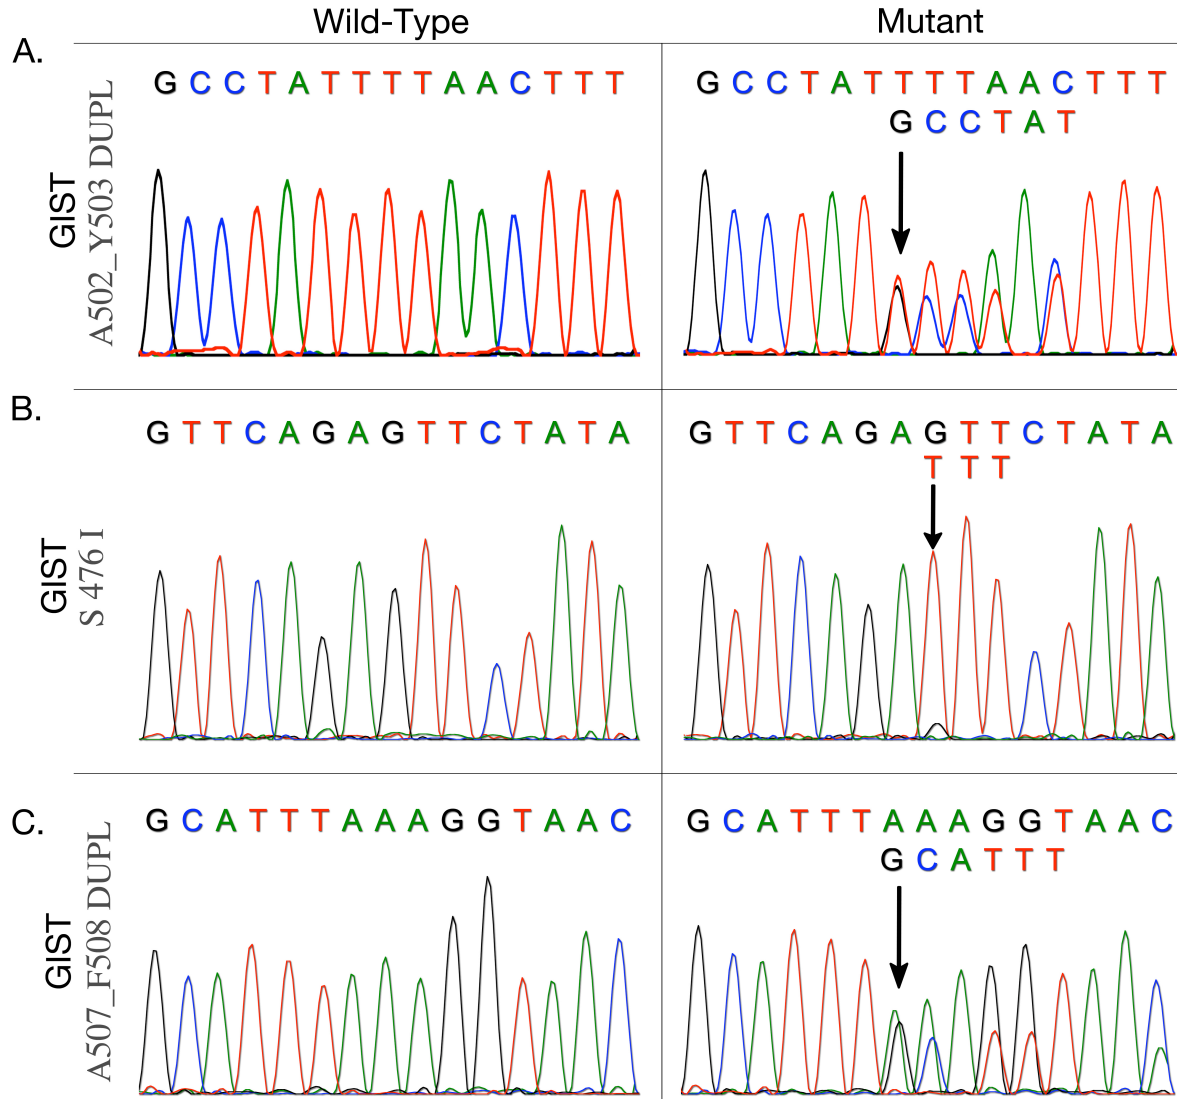 Wild-Type
Mutant
A.
GIST
A502_Y503 DUPL
G C C T A T T T T A A C T T T
G C C T A T T T T A A C T T T
G C C T A T
B.
GIST
S 476 I
G T T C A G A G T T C T A T A
G T T C A G A G T T C T A T A
T T T
C.
GIST
A507_F508 DUPL
G C A T T T A A A G G T A A C
G C A T T T A A A G G T A A C
G C A T T T